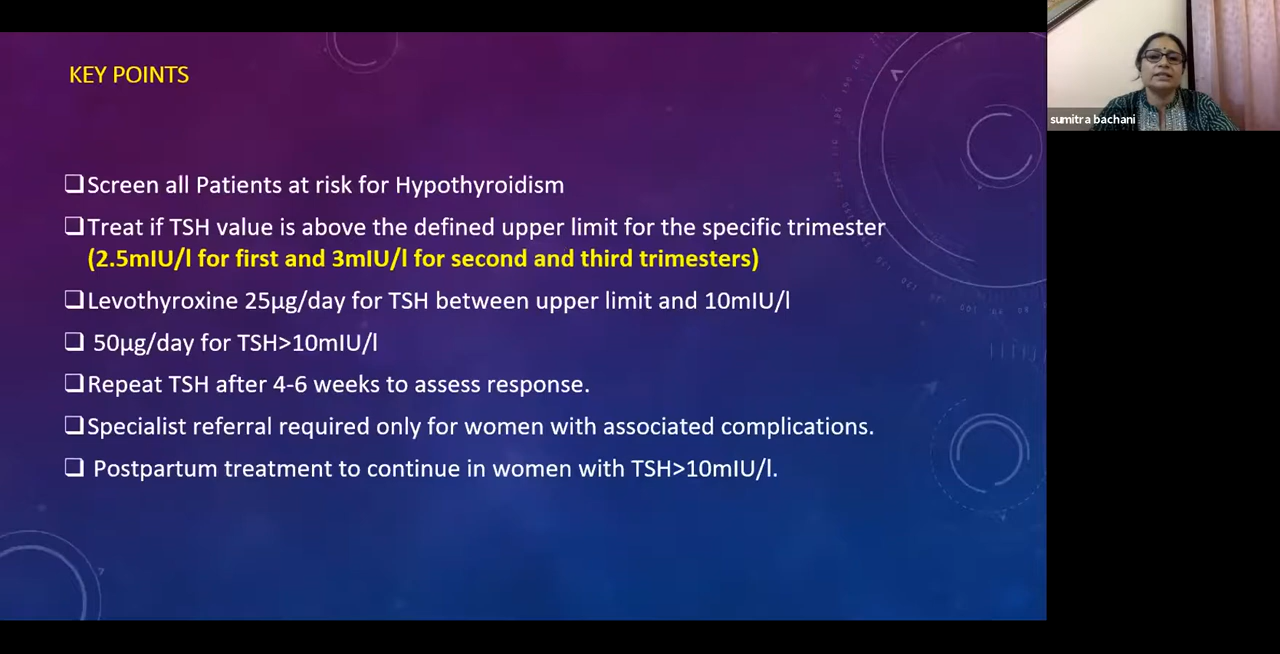 KEY POINTS
❑Screen all Patients at risk for Hypothyroidism
❑Treat if TSH value is above the defined upper limit for the specific trimester
(2.5mIU/l for first and 3mIU/l for second and third trimesters)
❑Levothyroxine 25µg/day for TSH between upper limit and 10mIU/l
❑ 50µg/day for TSH>10mIU/l
❑Repeat TSH after 4-6 weeks to assess response.
❑Specialist referral required only for women with associated complications.
❑ Postpartum treatment to continue in women with TSH>10mIU/l.
sumitra bachani